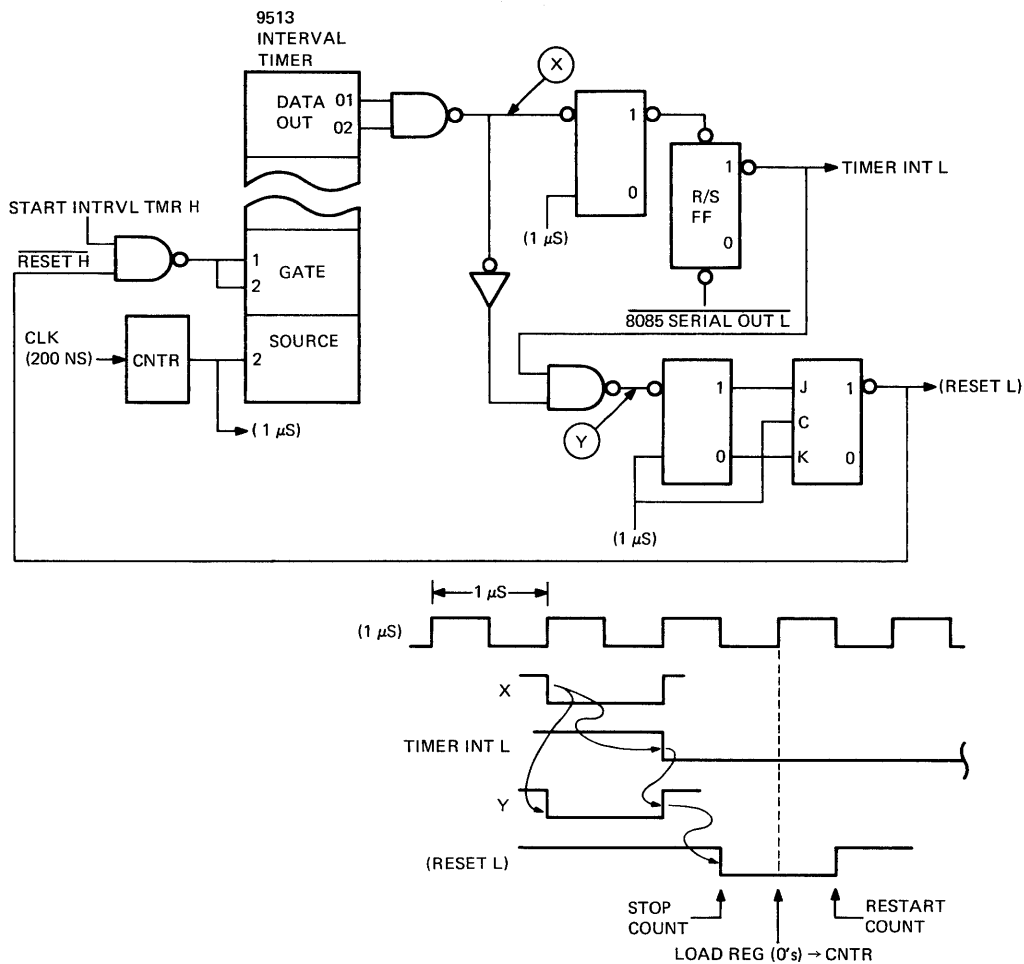 9513
INTERVAL
TIMER
DATA
OUT
01
02
X
1
0
(1 µS)
1
R/S
FF
0
TIMER INT L
8085 SERIAL OUT L
START INTRVL TMR H
RESET H
1
2
GATE
CLK
(200 NS)
CNTR
2
SOURCE
(1 µS)
Y
1
0
(1 µS)
J
C
K
1
0
(RESET L)
1 µS
(1 µS)
X
TIMER INT L
Y
(RESET L)
STOP
COUNT
LOAD REG (0's) → CNTR
RESTART
COUNT